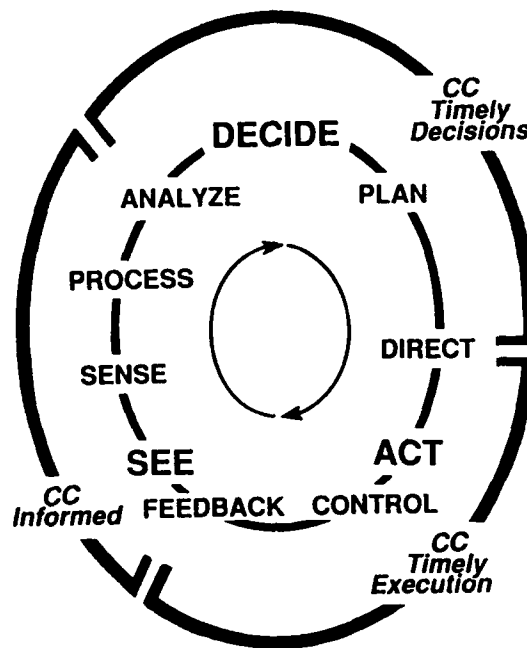 CC
Timely
Decisions
DECIDE
ANALYZE
PLAN
PROCESS
DIRECT
SENSE
SEE
ACT
CC
Informed
FEEDBACK
CONTROL
CC
Timely
Execution